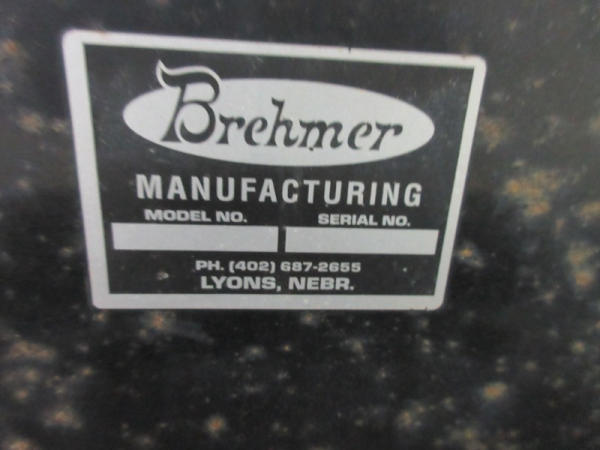 Brehmer
MANUFACTURING
MODEL NO. SERIAL NO.
PH. (402) 687-2655
LYONS, NEBR.